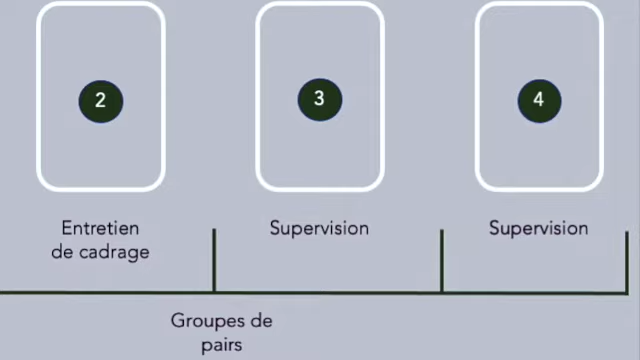 2
3
4
Entretien
de cadrage
Supervision
Supervision
Groupes de
pairs